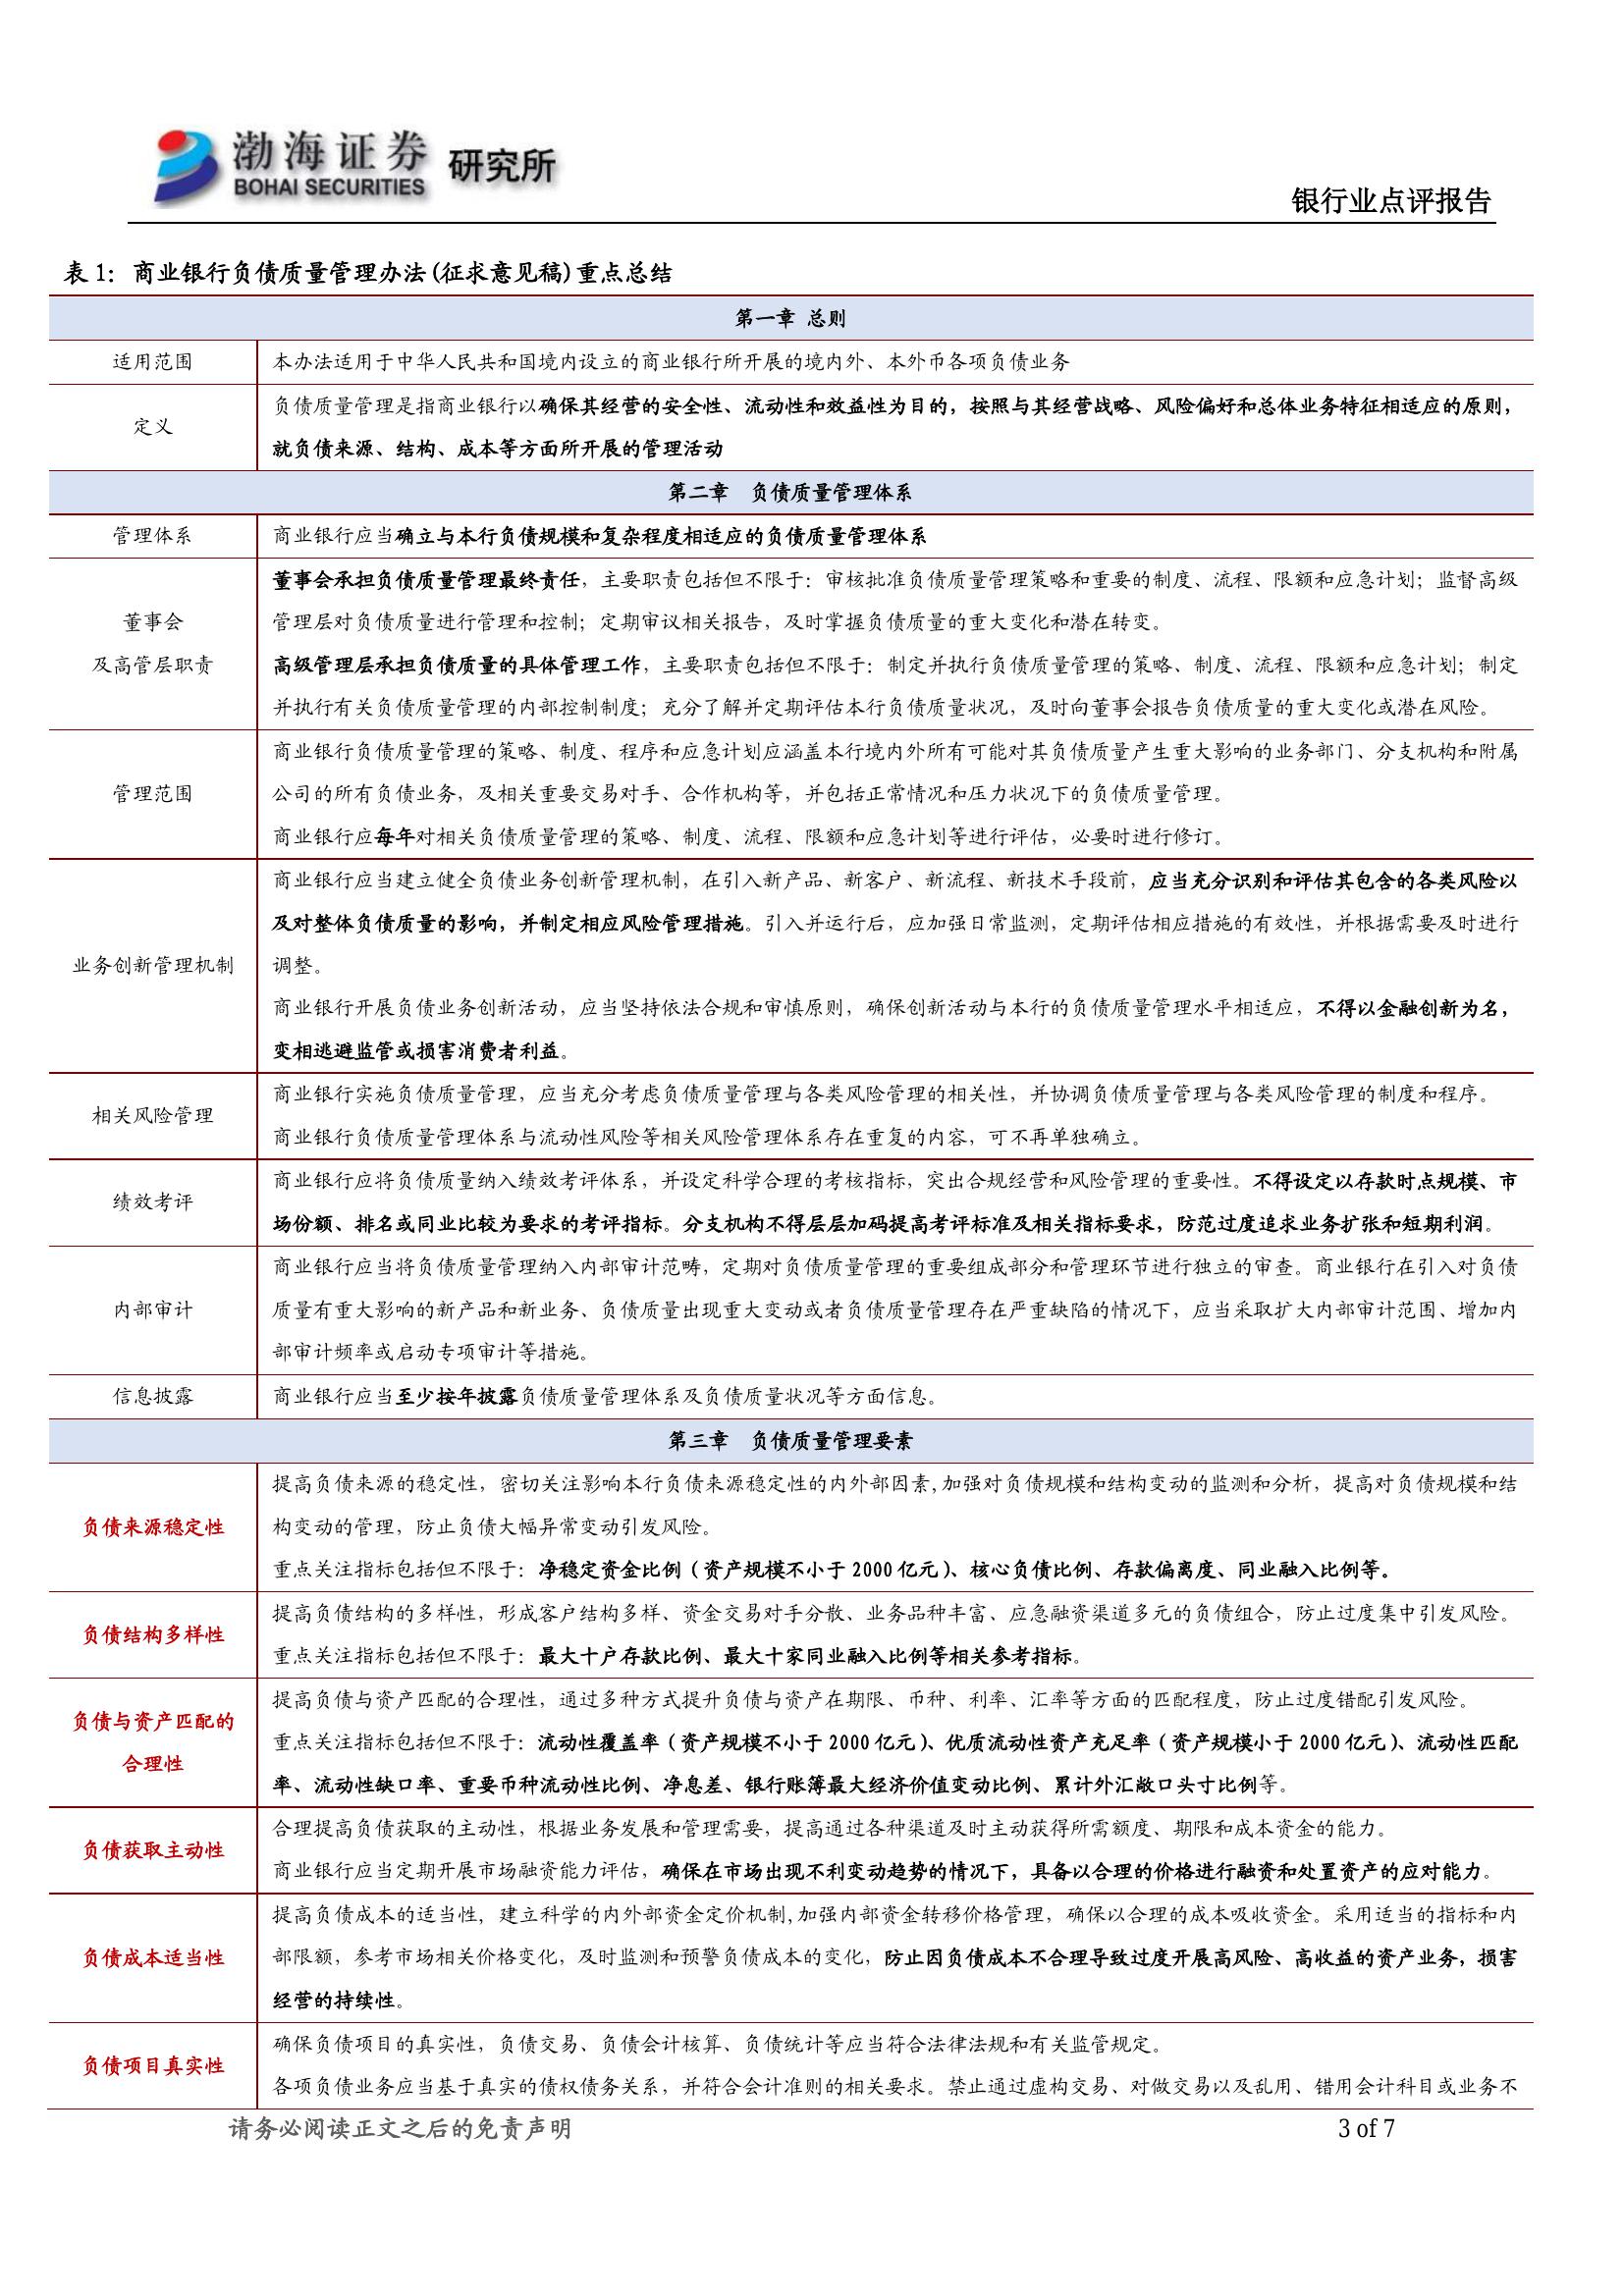 渤海证券
BOHAI SECURITIES
研究所
银行业点评报告
表 1：商业银行负债质量管理办法(征求意见稿)重点总结
第一章 总则
适用范围
本办法适用于中华人民共和国境内设立的商业银行所开展的境内外、本外币各项负债业务
定义
负债质量管理是指商业银行以确保其经营的安全性、流动性和效益性为目的，按照与其经营战略、风险偏好和总体业务特征相适应的原则，
就负债来源、结构、成本等方面所开展的管理活动
第二章 负债质量管理体系
管理体系
商业银行应当确立与本行负债规模和复杂程度相适应的负债质量管理体系
董事会
及高管层职责
董事会承担负债质量管理最终责任，主要职责包括但不限于：审核批准负债质量管理策略和重要的制度、流程、限额和应急计划；监督高级
管理层对负债质量进行管理和控制；定期审议相关报告，及时掌握负债质量的重大变化和潜在转变。
高级管理层承担负债质量的具体管理工作，主要职责包括但不限于：制定并执行负债质量管理的策略、制度、流程、限额和应急计划；制定
并执行有关负债质量管理的内部控制制度；充分了解并定期评估本行负债质量状况，及时向董事会报告负债质量的重大变化或潜在风险。
管理范围
商业银行负债质量管理的策略、制度、程序和应急计划应涵盖本行境内外所有可能对其负债质量产生重大影响的业务部门、分支机构和附属
公司的所有负债业务，及相关重要交易对手、合作机构等，并包括正常情况和压力状况下的负债质量管理。
商业银行应每年对相关负债质量管理的策略、制度、流程、限额和应急计划等进行评估，必要时进行修订。
业务创新管理机制
商业银行应当建立健全负债业务创新管理机制，在引入新产品、新客户、新流程、新技术手段前，应当充分识别和评估其包含的各类风险以
及对整体负债质量的影响，并制定相应风险管理措施。引入并运行后，应加强日常监测，定期评估相应措施的有效性，并根据需要及时进行
调整。
商业银行开展负债业务创新活动，应当坚持依法合规和审慎原则，确保创新活动与本行的负债质量管理水平相适应，不得以金融创新为名，
变相逃避监管或损害消费者利益。
相关风险管理
商业银行实施负债质量管理，应当充分考虑负债质量管理与各类风险管理的相关性，并协调负债质量管理与各类风险管理的制度和程序。
商业银行负债质量管理体系与流动性风险等相关风险管理体系存在重复的内容，可不再单独确立。
绩效考评
商业银行应将负债质量纳入绩效考评体系，并设定科学合理的考核指标，突出合规经营和风险管理的重要性。不得设定以存款时点规模、市
场份额、排名或同业比较为要求的考评指标。分支机构不得层层加码提高考评标准及相关指标要求，防范过度追求业务扩张和短期利润。
内部审计
商业银行应当将负债质量管理纳入内部审计范畴，定期对负债质量管理的重要组成部分和管理环节进行独立的审查。商业银行在引入对负债
质量有重大影响的新产品和新业务、负债质量出现重大变动或者负债质量管理存在严重缺陷的情况下，应当采取扩大内部审计范围、增加内
部审计频率或启动专项审计等措施。
信息披露
商业银行应当至少按年披露负债质量管理体系及负债质量状况等方面信息。
第三章 负债质量管理要素
负债来源稳定性
提高负债来源的稳定性，密切关注影响本行负债来源稳定性的内外部因素,加强对负债规模和结构变动的监测和分析，提高对负债规模和结
构变动的管理，防止负债大幅异常变动引发风险。
重点关注指标包括但不限于：净稳定资金比例（资产规模不小于 2000 亿元）、核心负债比例、存款偏离度、同业融入比例等。
负债结构多样性
提高负债结构的多样性，形成客户结构多样、资金交易对手分散、业务品种丰富、应急融资渠道多元的负债组合，防止过度集中引发风险。
重点关注指标包括但不限于：最大十户存款比例、最大十家同业融入比例等相关参考指标。
负债与资产匹配的
合理性
提高负债与资产匹配的合理性，通过多种方式提升负债与资产在期限、币种、利率、汇率等方面的匹配程度，防止过度错配引发风险。
重点关注指标包括但不限于：流动性覆盖率（资产规模不小于 2000 亿元）、优质流动性资产充足率（资产规模小于 2000 亿元）、流动性匹配
率、流动性缺口率、重要币种流动性比例、净息差、银行账簿最大经济价值变动比例、累计外汇敞口头寸比例等。
负债获取主动性
合理提高负债获取的主动性，根据业务发展和管理需要，提高通过各种渠道及时主动获得所需额度、期限和成本资金的能力。
商业银行应当定期开展市场融资能力评估，确保在市场出现不利变动趋势的情况下，具备以合理的价格进行融资和处置资产的应对能力。
负债成本适当性
提高负债成本的适当性，建立科学的内外部资金定价机制,加强内部资金转移价格管理，确保以合理的成本吸收资金。采用适当的指标和内
部限额，参考市场相关价格变化，及时监测和预警负债成本的变化，防止因负债成本不合理导致过度开展高风险、高收益的资产业务，损害
经营的持续性。
负债项目真实性
确保负债项目的真实性，负债交易、负债会计核算、负债统计等应当符合法律法规和有关监管规定。
各项负债业务应当基于真实的债权债务关系，并符合会计准则的相关要求。禁止通过虚构交易、对做交易以及乱用、错用会计科目或业务不
请务必阅读正文之后的免责声明
3 of 7